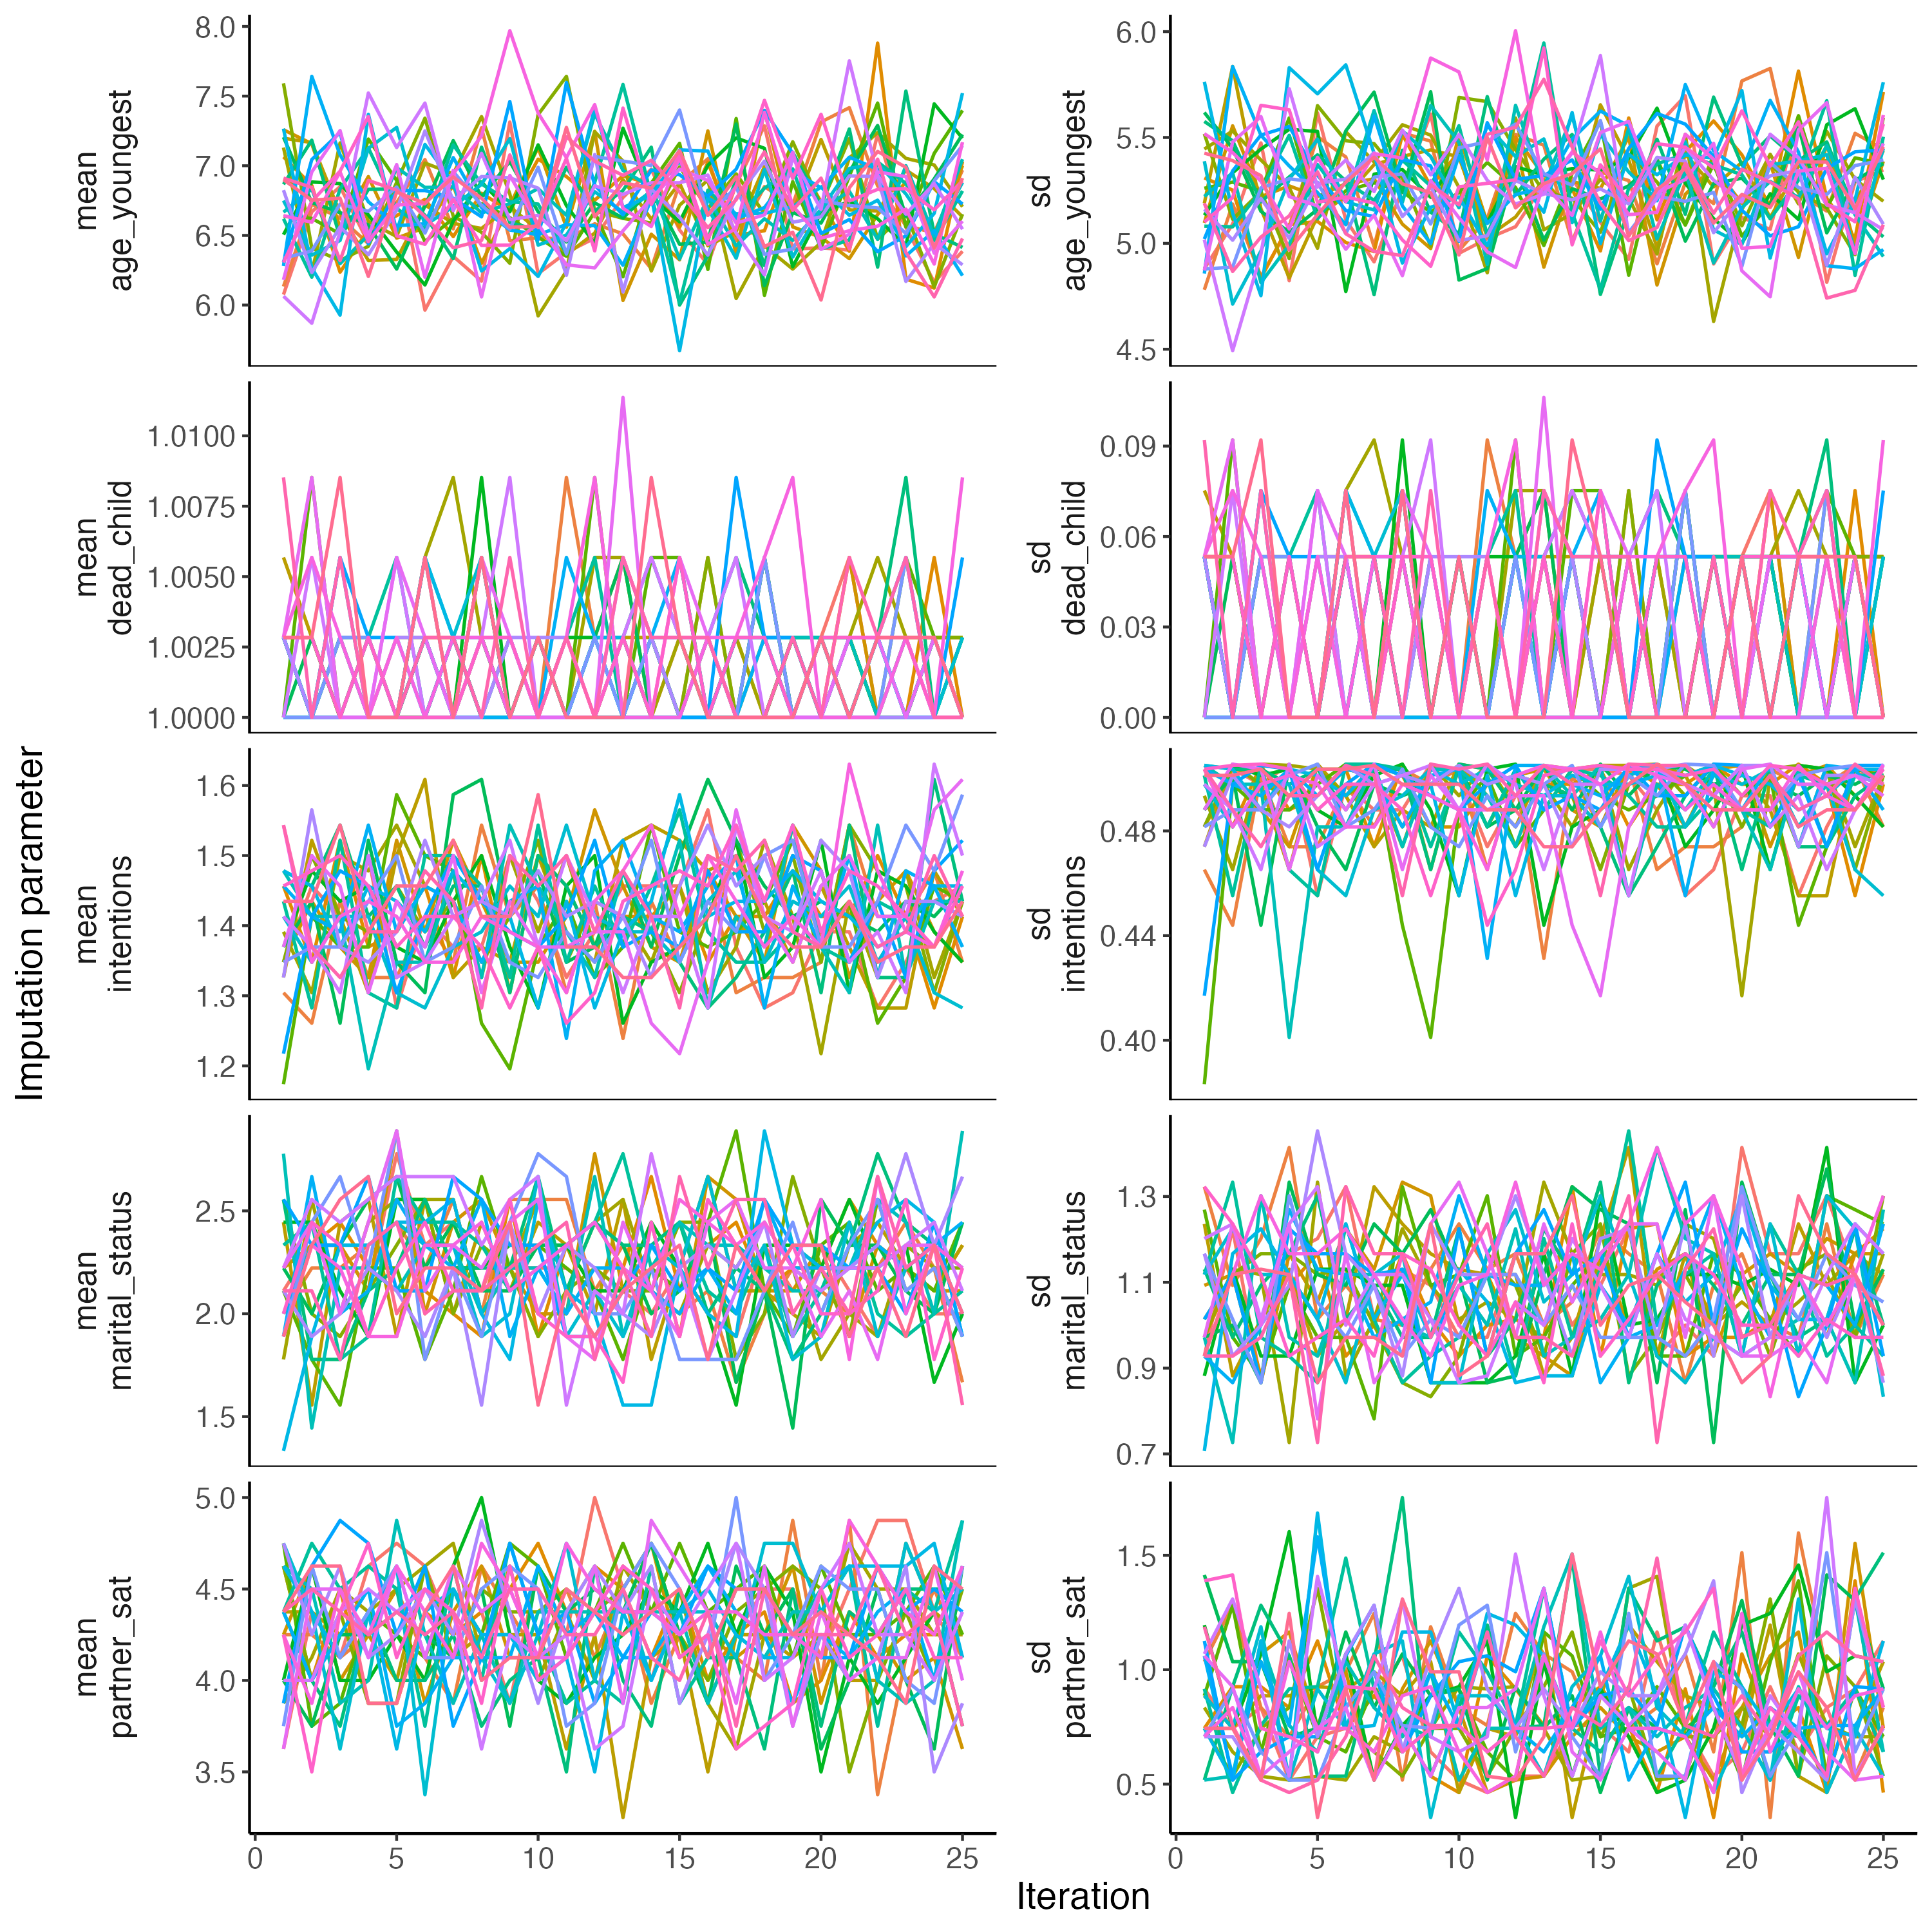 Imputation parameter
mean
age_youngest
8.0
7.5
7.0
6.5
6.0
sd
age_youngest
6.0
5.5
5.0
4.5
mean
dead_child
1.0100
1.0075
1.0050
1.0025
1.0000
sd
dead_child
0.09
0.06
0.03
0.00
mean
intentions
1.6
1.5
1.4
1.3
1.2
sd
intentions
0.48
0.44
0.40
mean
marital_status
2.5
2.0
1.5
sd
marital_status
1.3
1.1
0.9
0.7
mean
partner_sat
5.0
4.5
4.0
3.5
sd
partner_sat
1.5
1.0
0.5
0 5 10 15 20 25
0 5 10 15 20 25
Iteration